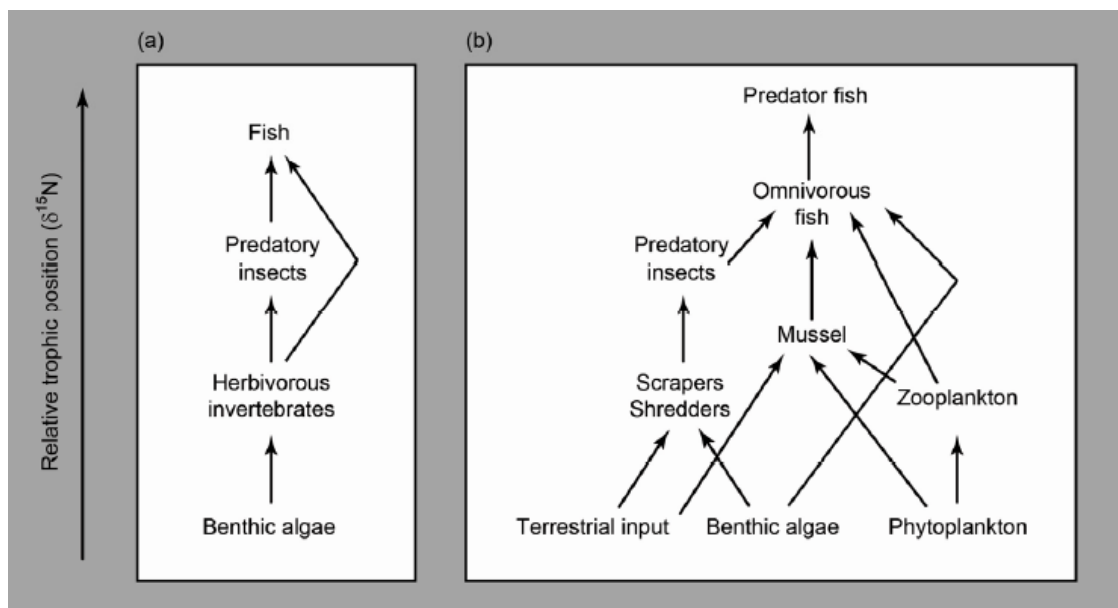 (a)
Relative trophic position (δ¹⁵N)
Fish
Predatory
insects
Herbivorous
invertebrates
Benthic algae
(b)
Predator fish
Omnivorous
fish
Predatory
insects
Mussel
Scrapers
Shredders
Zooplankton
Terrestrial input
Benthic algae
Phytoplankton